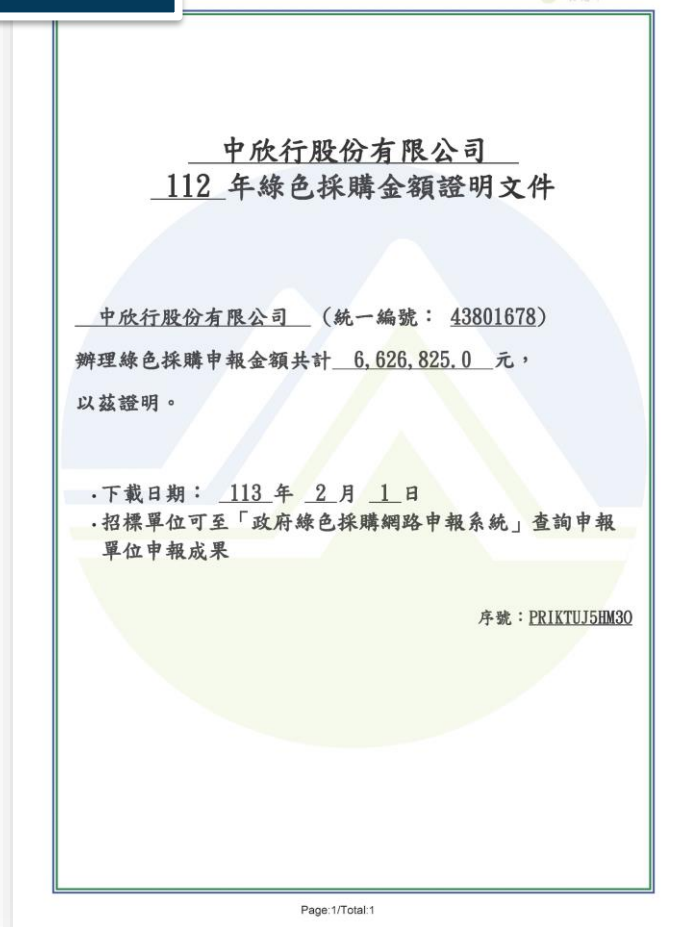 中欣行股份有限公司
112 年綠色採購金額證明文件
中欣行股份有限公司 (統一編號: 43801678)
辦理綠色採購申報金額共計 6,626,825.0 元,
以茲證明。
·下載日期: 113 年 2 月 1 日
·招標單位可至「政府綠色採購網路申報系統」查詢申報
單位申報成果
序號:PRIKTUJ5HM3O
Page:1/Total:1